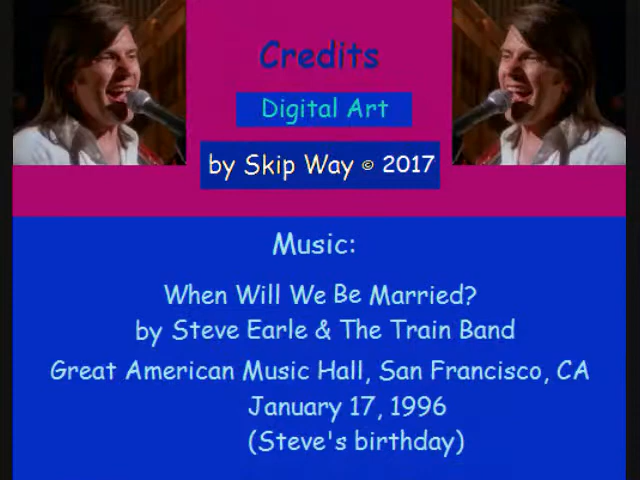 Credits
Digital Art
by Skip Way © 2017
Music:
When Will We Be Married?
by Steve Earle & The Train Band
Great American Music Hall, San Francisco, CA
January 17, 1996
(Steve's birthday)